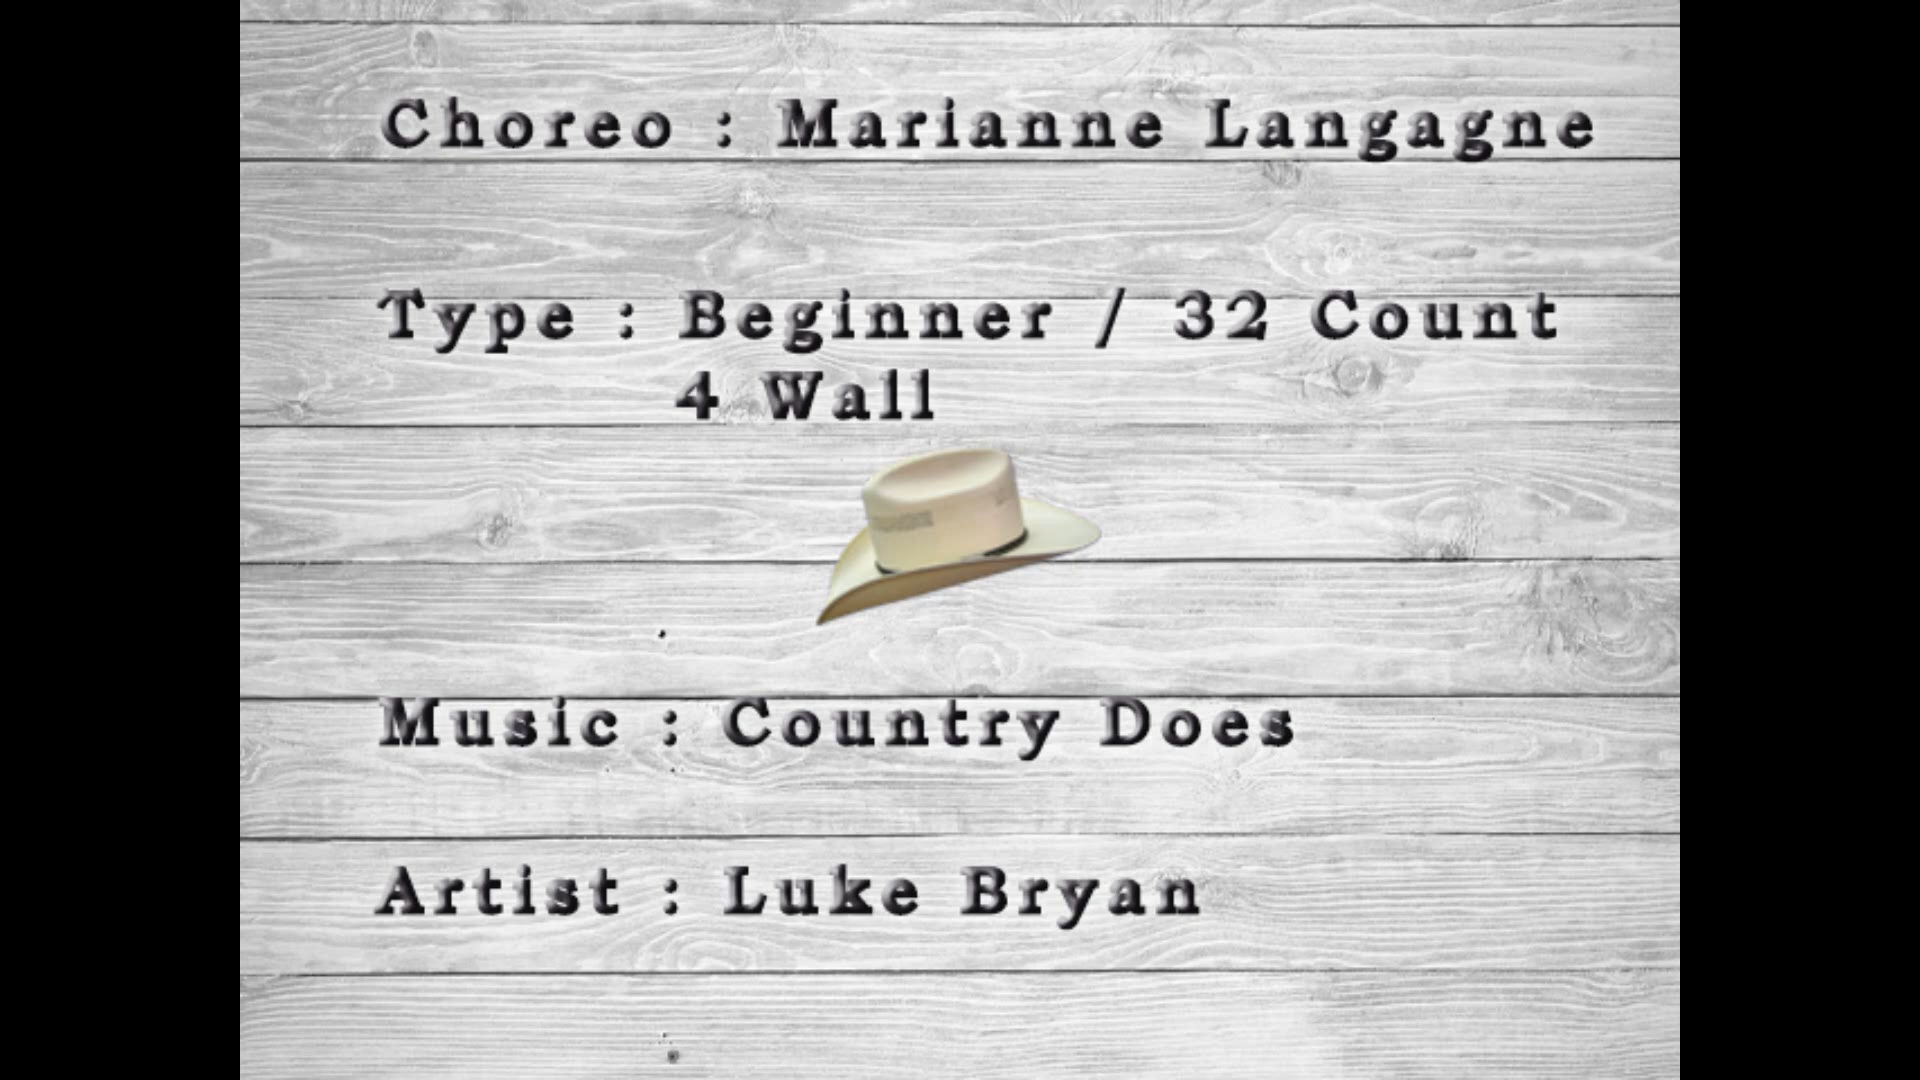 Choreo : Marianne Langagne
Type : Beginner / 32 Count
4 Wall
Music : Country Does
Artist : Luke Bryan